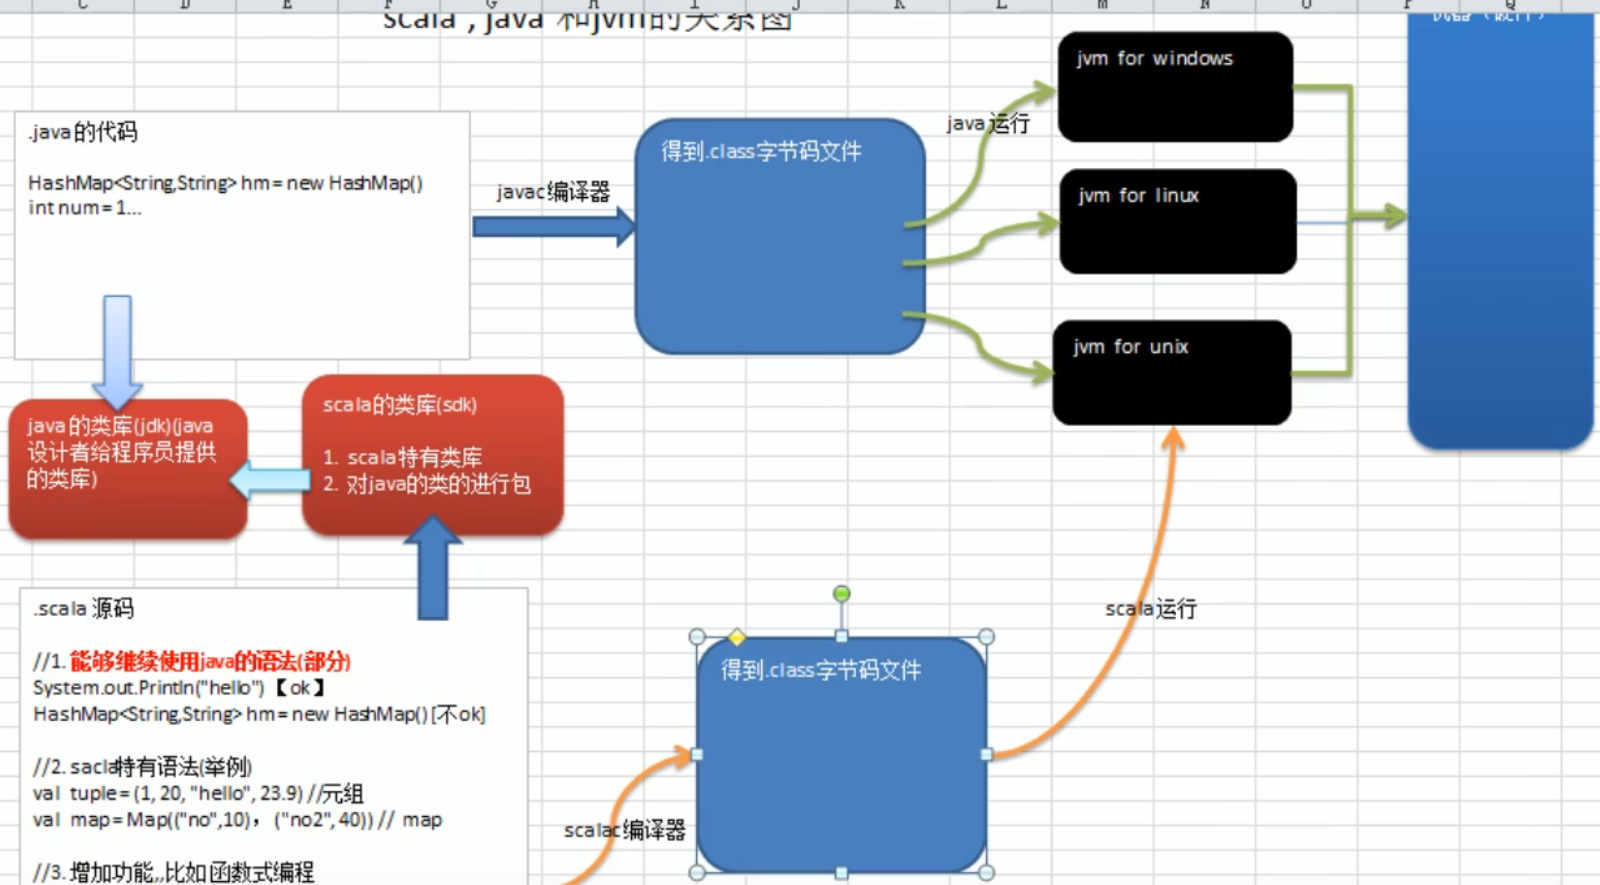 C D E F G H I J K L M N O P Q
scala , java 和jvm的关系图
.java的代码
HashMap<String,String> hm = new HashMap()
int num = 1...
javac编译器
得到.class字节码文件
java运行
jvm for windows
jvm for linux
jvm for unix
java的类库(jdk)(java
设计者给程序员提供
的类库)
scala的类库(sdk)
1. scala特有类库
2. 对java的类的进行包
.scala 源码
//1. 能够继续使用java的语法(部分)
System.out.Println("hello")【ok】
HashMap<String,String> hm = new HashMap() [不ok]
//2. sacla特有语法(举例)
val tuple = (1, 20, "hello", 23.9) //元组
val map = Map(("no",10)，("no2", 40)) // map
//3. 增加功能,,比如函数式编程
scalac编译器
得到.class字节码文件
scala运行